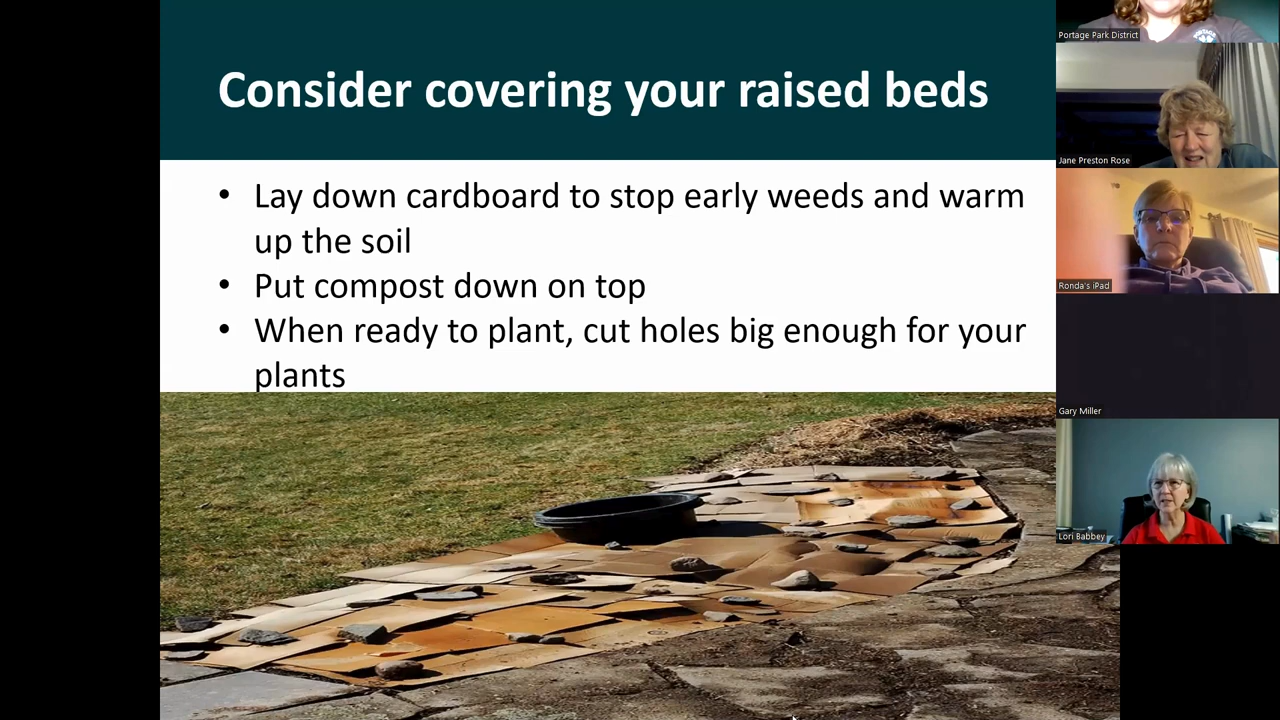 Consider covering your raised beds
• Lay down cardboard to stop early weeds and warm
up the soil
• Put compost down on top
• When ready to plant, cut holes big enough for your
plants
Portage Park District
Jane Preston Rose
Ronda's iPad
Gary Miller
Lori Babbey